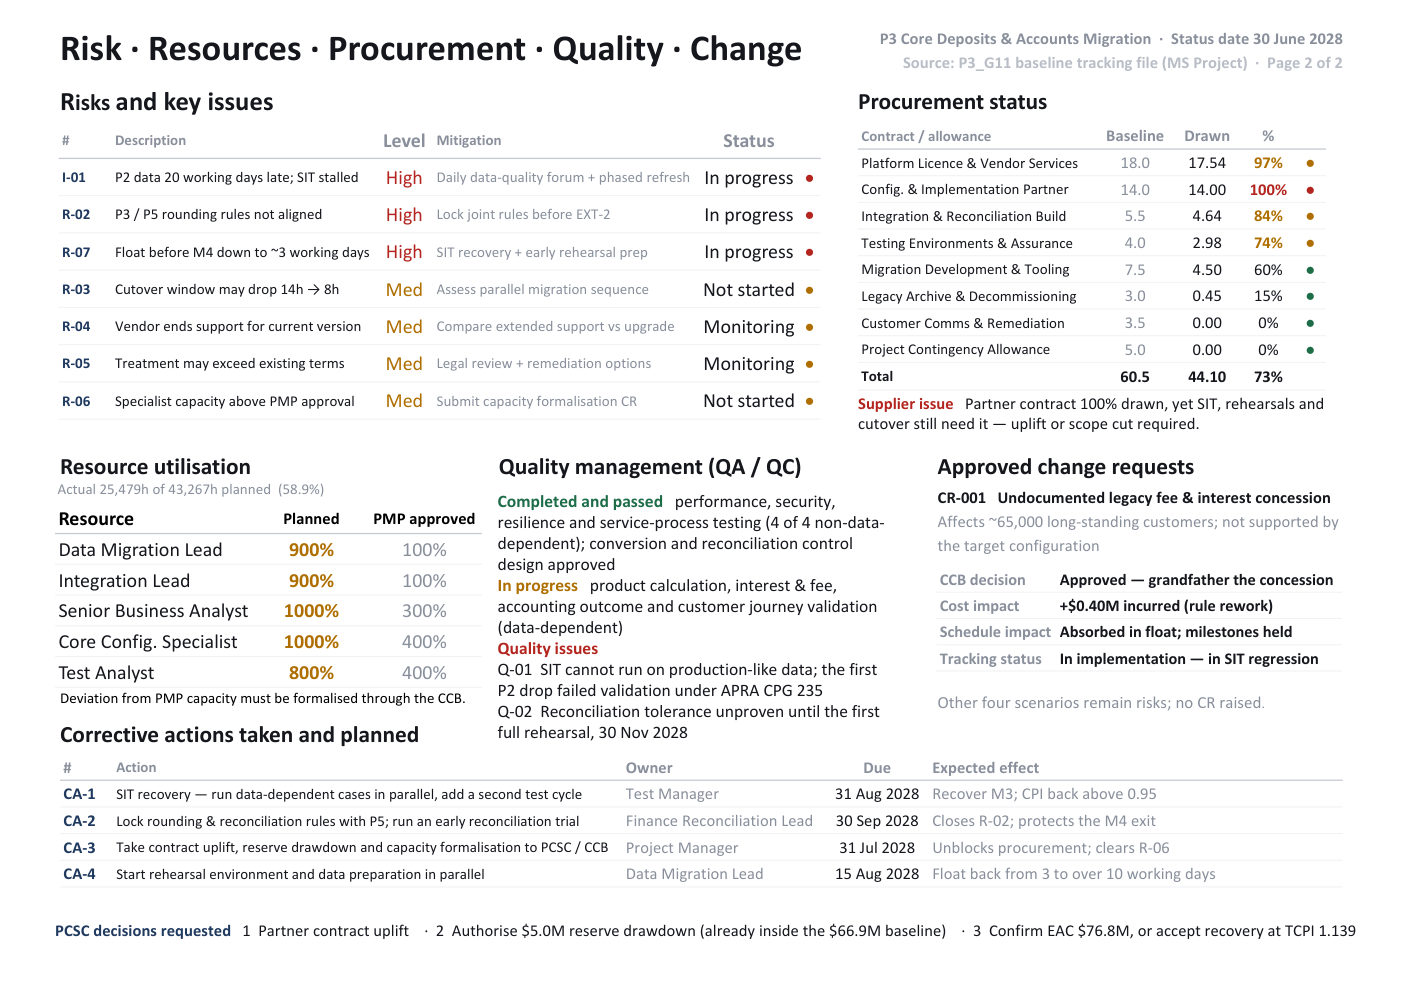 Risk · Resources · Procurement · Quality · Change
P3 Core Deposits & Accounts Migration · Status date 30 June 2028
Source: P3_G11 baseline tracking file (MS Project) · Page 2 of 2
Risks and key issues
# Description Level Mitigation Status
I-01 P2 data 20 working days late; SIT stalled High Daily data-quality forum + phased refresh In progress ●
R-02 P3 / P5 rounding rules not aligned High Lock joint rules before EXT-2 In progress ●
R-07 Float before M4 down to ~3 working days High SIT recovery + early rehearsal prep In progress ●
R-03 Cutover window may drop 14h → 8h Med Assess parallel migration sequence Not started ●
R-04 Vendor ends support for current version Med Compare extended support vs upgrade Monitoring ●
R-05 Treatment may exceed existing terms Med Legal review + remediation options Monitoring ●
R-06 Specialist capacity above PMP approval Med Submit capacity formalisation CR Not started ●
Procurement status
Contract / allowance Baseline Drawn %
Platform Licence & Vendor Services 18.0 17.54 97% ●
Config. & Implementation Partner 14.0 14.00 100% ●
Integration & Reconciliation Build 5.5 4.64 84% ●
Testing Environments & Assurance 4.0 2.98 74% ●
Migration Development & Tooling 7.5 4.50 60% ●
Legacy Archive & Decommissioning 3.0 0.45 15% ●
Customer Comms & Remediation 3.5 0.00 0% ●
Project Contingency Allowance 5.0 0.00 0% ●
Total 60.5 44.10 73%
Supplier issue Partner contract 100% drawn, yet SIT, rehearsals and
cutover still need it — uplift or scope cut required.
Resource utilisation
Actual 25,479h of 43,267h planned (58.9%)
Resource Planned PMP approved
Data Migration Lead 900% 100%
Integration Lead 900% 100%
Senior Business Analyst 1000% 300%
Core Config. Specialist 1000% 400%
Test Analyst 800% 400%
Deviation from PMP capacity must be formalised through the CCB.
Quality management (QA / QC)
Completed and passed performance, security,
resilience and service-process testing (4 of 4 non-data-
dependent); conversion and reconciliation control
design approved
In progress product calculation, interest & fee,
accounting outcome and customer journey validation
(data-dependent)
Quality issues
Q-01 SIT cannot run on production-like data; the first
P2 drop failed validation under APRA CPG 235
Q-02 Reconciliation tolerance unproven until the first
full rehearsal, 30 Nov 2028
Approved change requests
CR-001 Undocumented legacy fee & interest concession
Affects ~65,000 long-standing customers; not supported by
the target configuration
CCB decision Approved — grandfather the concession
Cost impact +$0.40M incurred (rule rework)
Schedule impact Absorbed in float; milestones held
Tracking status In implementation — in SIT regression
Other four scenarios remain risks; no CR raised.
Corrective actions taken and planned
# Action Owner Due Expected effect
CA-1 SIT recovery — run data-dependent cases in parallel, add a second test cycle Test Manager 31 Aug 2028 Recover M3; CPI back above 0.95
CA-2 Lock rounding & reconciliation rules with P5; run an early reconciliation trial Finance Reconciliation Lead 30 Sep 2028 Closes R-02; protects the M4 exit
CA-3 Take contract uplift, reserve drawdown and capacity formalisation to PCSC / CCB Project Manager 31 Jul 2028 Unblocks procurement; clears R-06
CA-4 Start rehearsal environment and data preparation in parallel Data Migration Lead 15 Aug 2028 Float back from 3 to over 10 working days
PCSC decisions requested 1 Partner contract uplift · 2 Authorise $5.0M reserve drawdown (already inside the $66.9M baseline) · 3 Confirm EAC $76.8M, or accept recovery at TCPI 1.139